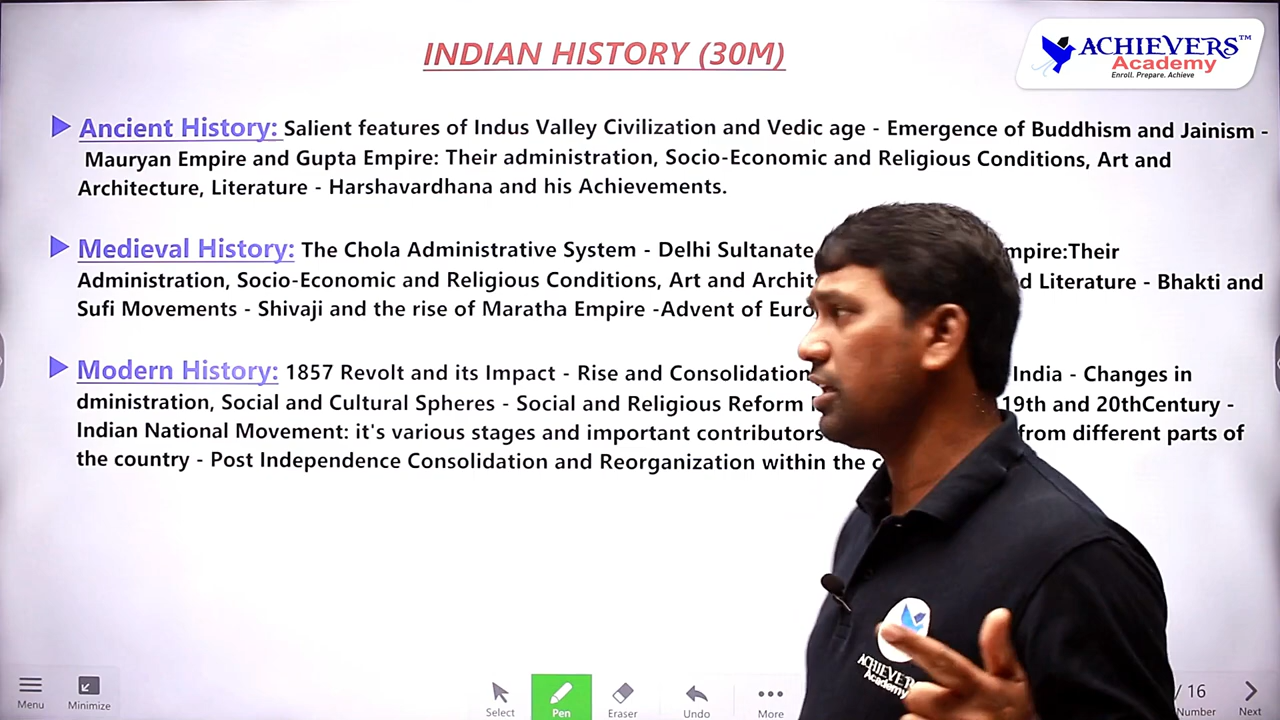 INDIAN HISTORY (30M)
ACHIEVERS™
Academy
Enroll. Prepare. Achieve
Ancient History: Salient features of Indus Valley Civilization and Vedic age - Emergence of Buddhism and Jainism -
Mauryan Empire and Gupta Empire: Their administration, Socio-Economic and Religious Conditions, Art and
Architecture, Literature - Harshavardhana and his Achievements.
Medieval History: The Chola Administrative System - Delhi Sultanate mpire:Their
Administration, Socio-Economic and Religious Conditions, Art and Archit d Literature - Bhakti and
Sufi Movements - Shivaji and the rise of Maratha Empire -Advent of Euro
Modern History: 1857 Revolt and its Impact - Rise and Consolidation India - Changes in
dministration, Social and Cultural Spheres - Social and Religious Reform 19th and 20thCentury -
Indian National Movement: it's various stages and important contributors from different parts of
the country - Post Independence Consolidation and Reorganization within the c
ACHIEVER
Academy
Menu
Minimize
Select
Pen
Eraser
Undo
More
/ 16
Number
Next